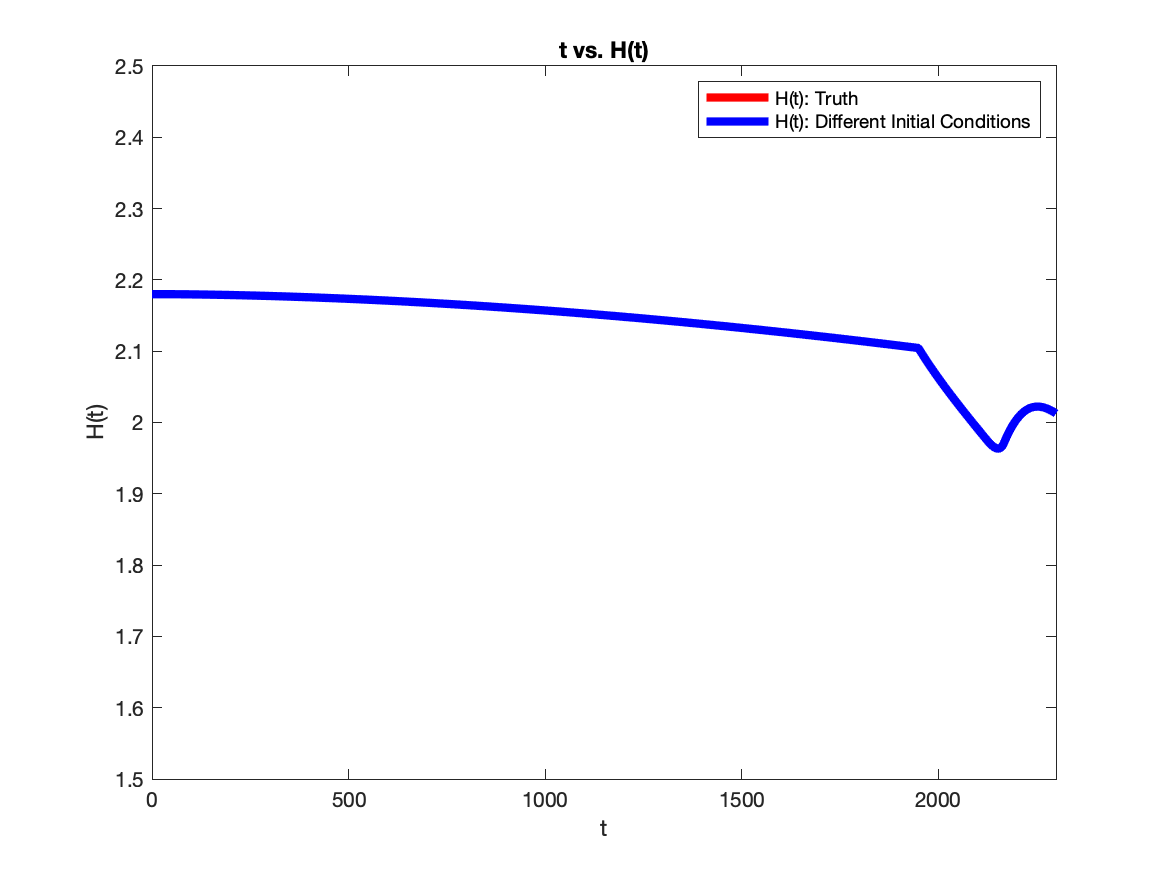 t vs. H(t)
H(t): Truth
H(t): Different Initial Conditions
2.5
2.4
2.3
2.2
2.1
2
1.9
1.8
1.7
1.6
1.5
H(t)
0 500 1000 1500 2000
t